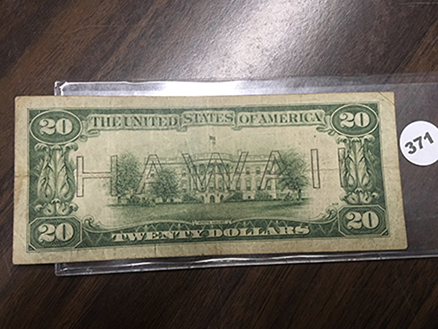 20 THE UNITED STATES OF AMERICA 20
HAWAII
371
20 TWENTY DOLLARS 20